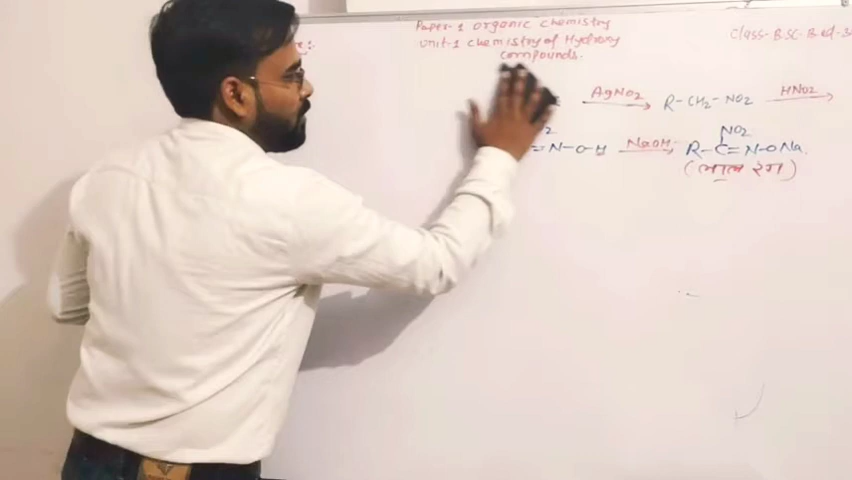 Paper-1 organic chemistry
unit-1 chemistry of Hydroxy
compounds.
class-B.SC-B.ed-
AgNO2
R-CH2-NO2
HNO2
2
=N-O-H
NaOH
NO2
R-C=N-ONa.
(लाल रंग)